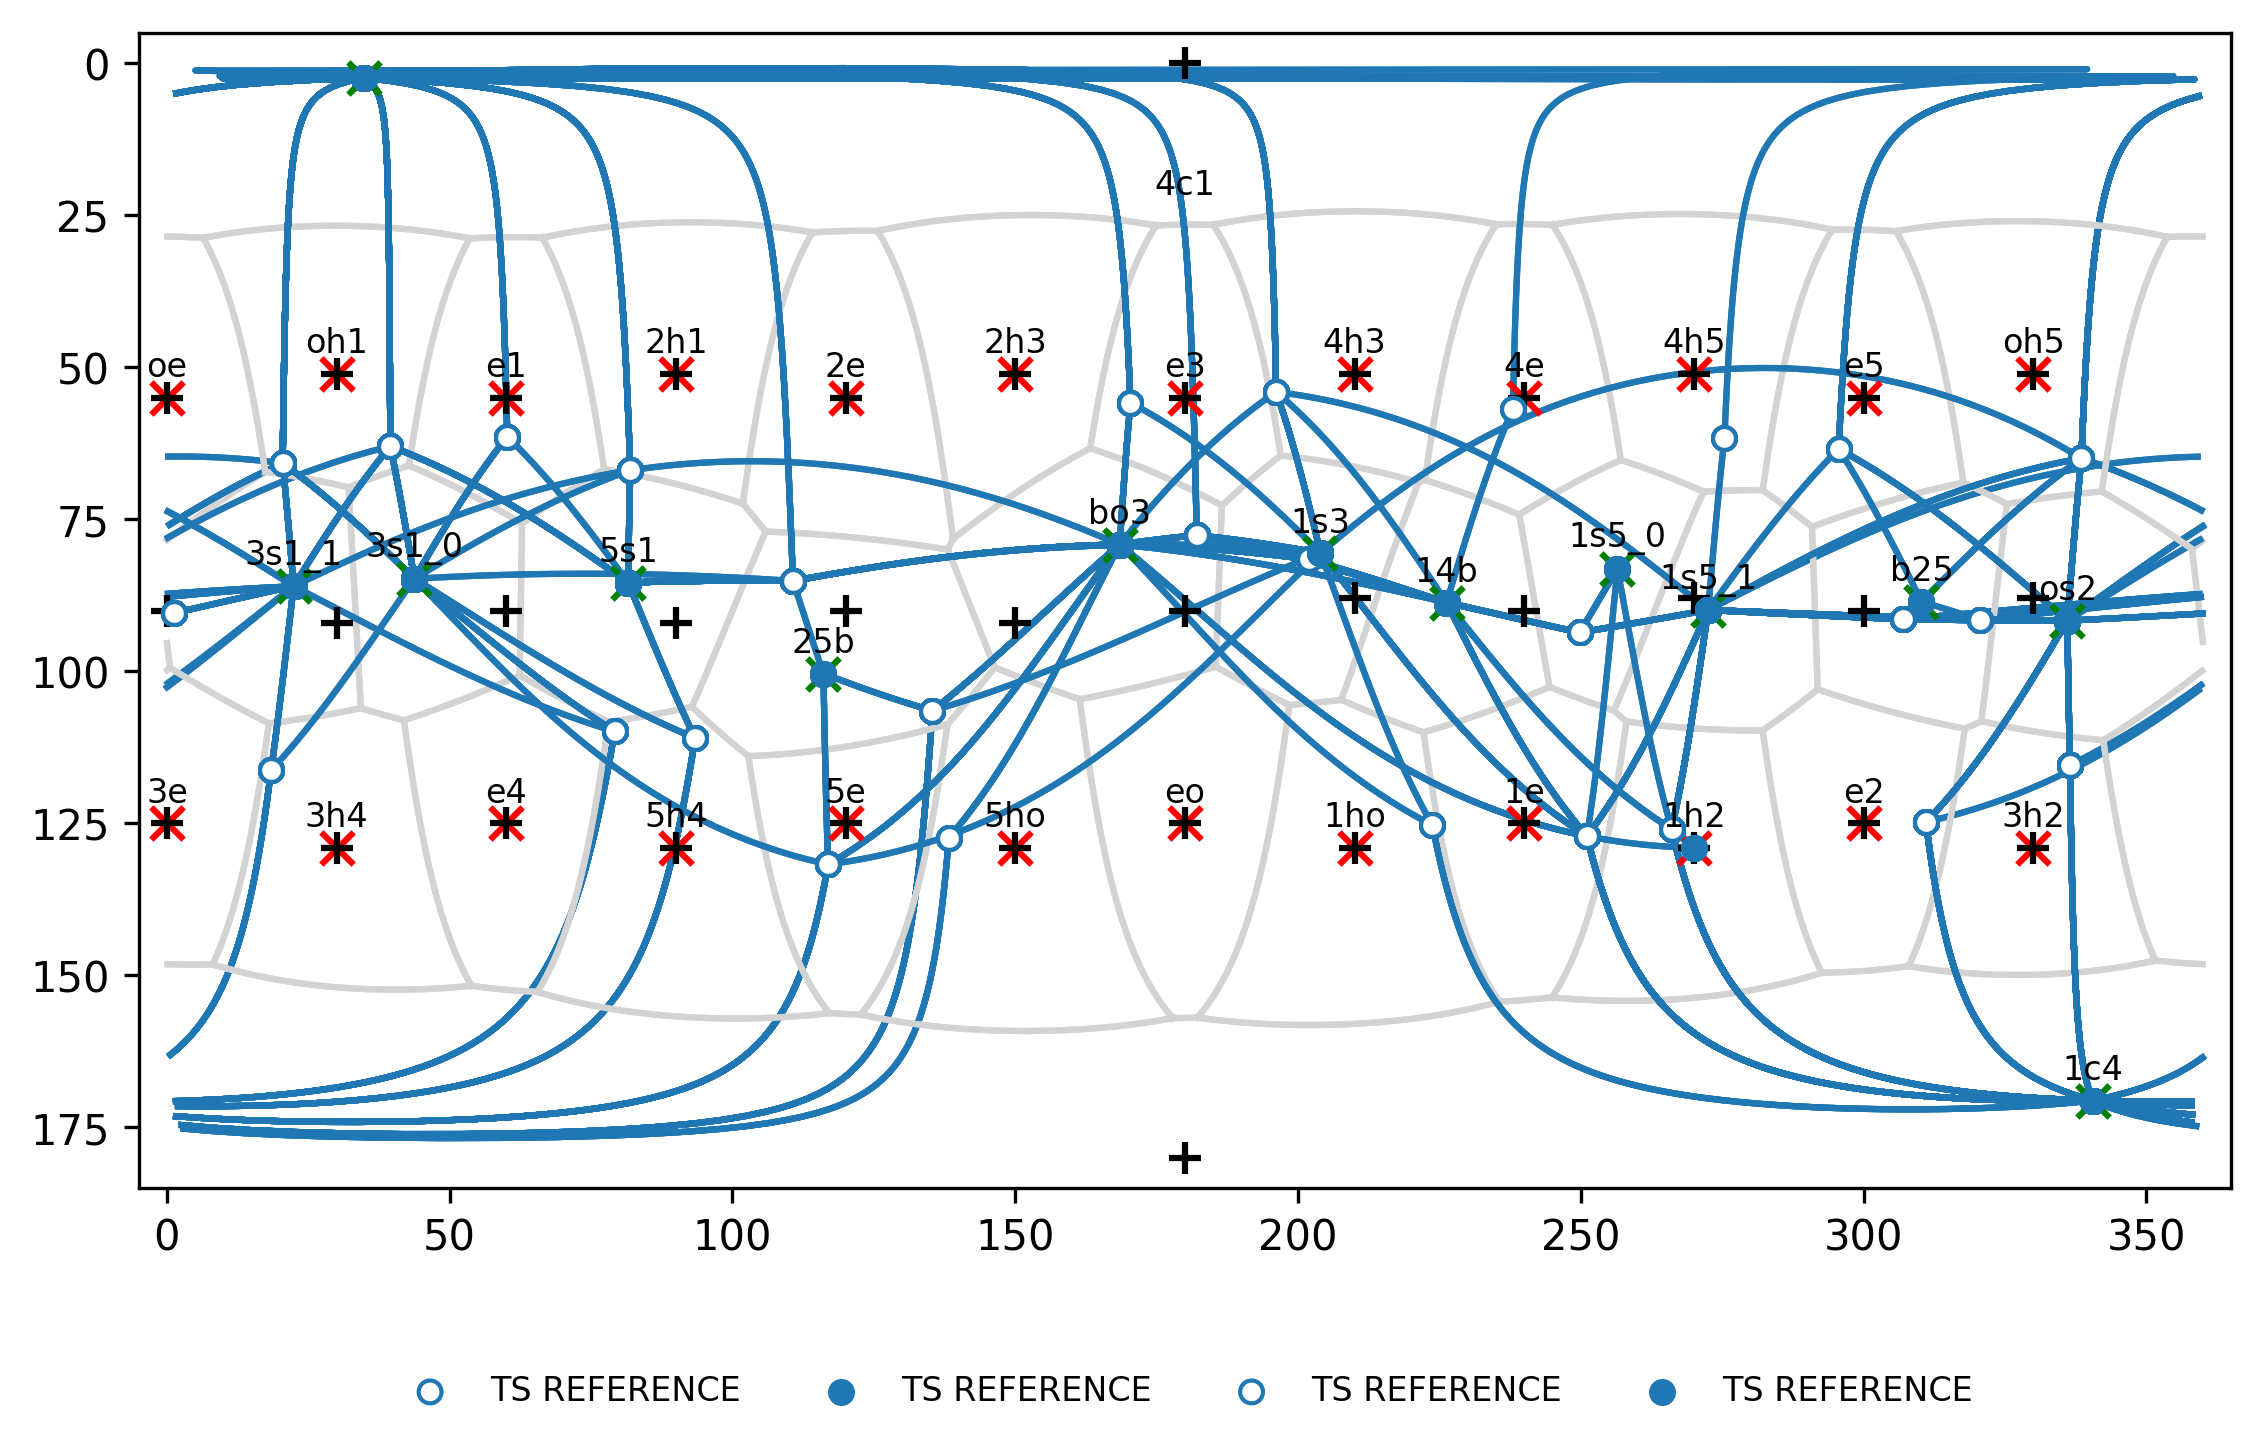 0
4c1
25
oh1 2h1 2h3 4h3 4h5 oh5
50 oe e1 2e e3 4e e5
75 bo3 1s3 1s5_0
3s1_1 3s1_0 5s1 14b 1s5_1 b25 os2
100 25b
3e e4 5e eo 1e e2
125 3h4 5h4 5ho 1ho 1h2 3h2
150
1c4
175
0 50 100 150 200 250 300 350
TS REFERENCE TS REFERENCE TS REFERENCE TS REFERENCE